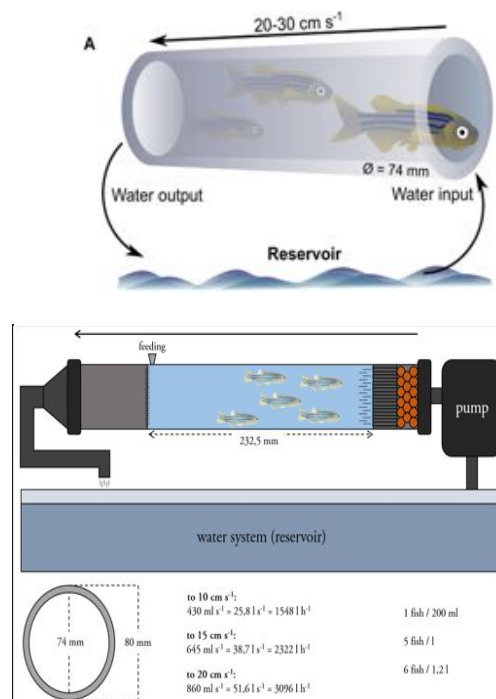 A
20-30 cm s⁻¹
Ø = 74 mm
Water output
Water input
Reservoir
feeding
pump
232,5 mm
water system (reservoir)
74 mm
80 mm
to 10 cm s⁻¹:
430 ml s⁻¹ = 25,8 l s⁻¹ = 1548 l h⁻¹
to 15 cm s⁻¹:
645 ml s⁻¹ = 38,7 l s⁻¹ = 2322 l h⁻¹
to 20 cm s⁻¹:
860 ml s⁻¹ = 51,6 l s⁻¹ = 3096 l h⁻¹
1 fish / 200 ml
5 fish / l
6 fish / 1,2 l